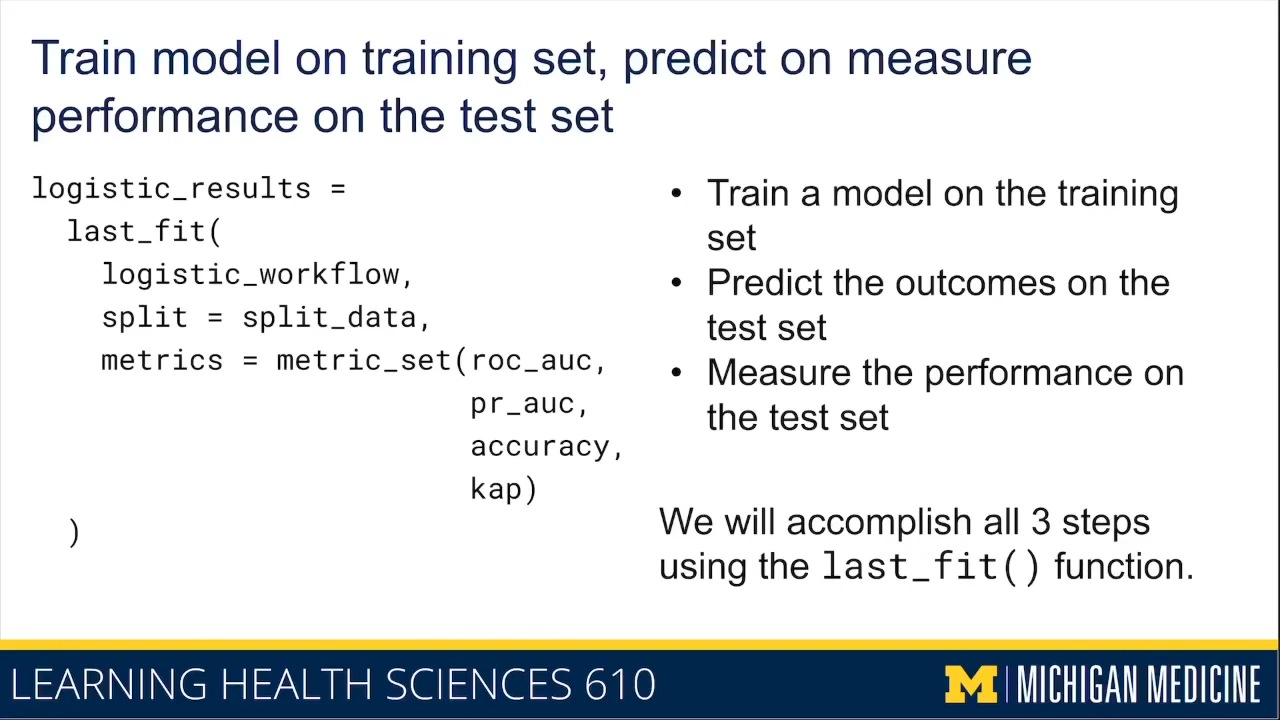 Train model on training set, predict on measure
performance on the test set
logistic_results =
last_fit(
logistic_workflow,
split = split_data,
metrics = metric_set(roc_auc,
pr_auc,
accuracy,
kap)
)
• Train a model on the training
set
• Predict the outcomes on the
test set
• Measure the performance on
the test set
We will accomplish all 3 steps
using the last_fit() function.
LEARNING HEALTH SCIENCES 610
M | MICHIGAN MEDICINE